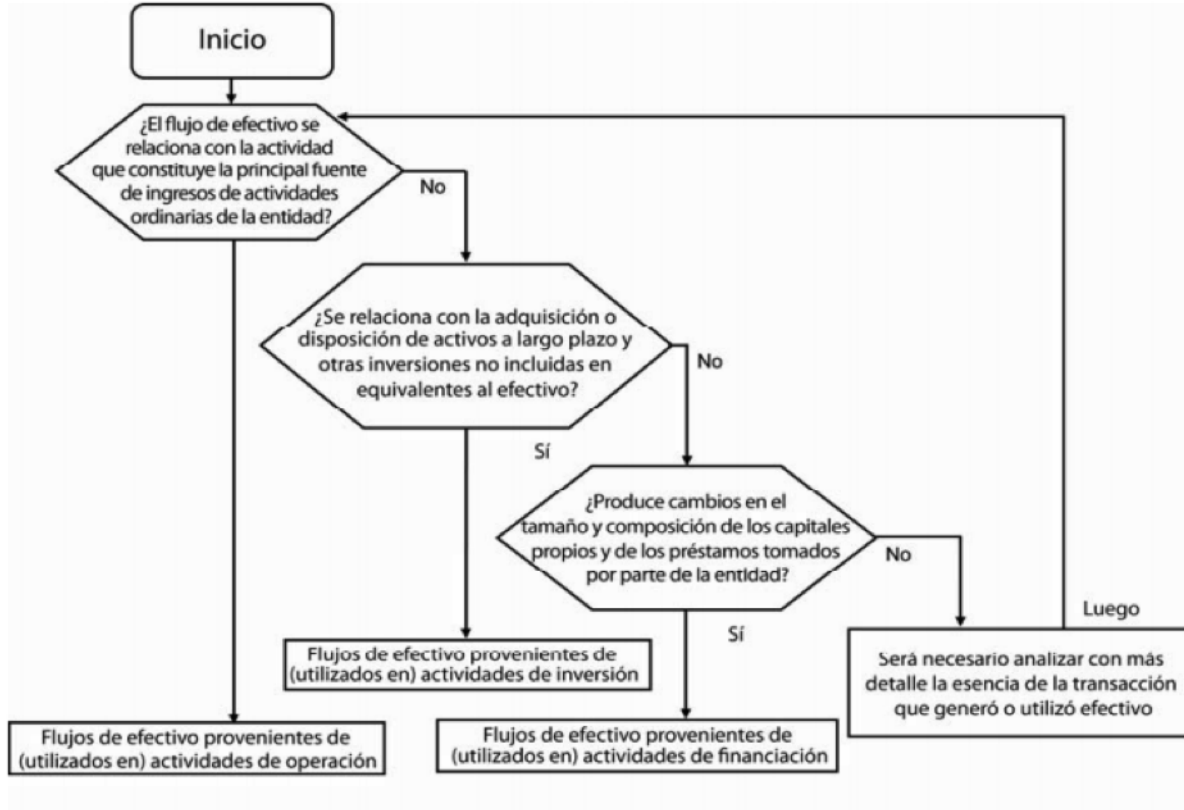 Inicio
¿El flujo de efectivo se
relaciona con la actividad
que constituye la principal fuente
de ingresos de actividades
ordinarias de la entidad?
No
¿Se relaciona con la adquisición o
disposición de activos a largo plazo y
otras inversiones no incluidas en
equivalentes al efectivo?
No
Sí
¿Produce cambios en el
tamaño y composición de los capitales
propios y de los préstamos tomados
por parte de la entidad?
No
Sí
Luego
Será necesario analizar con más
detalle la esencia de la transacción
que generó o utilizó efectivo
Flujos de efectivo provenientes de
(utilizados en) actividades de inversión
Flujos de efectivo provenientes de
(utilizados en) actividades de operación
Flujos de efectivo provenientes de
(utilizados en) actividades de financiación